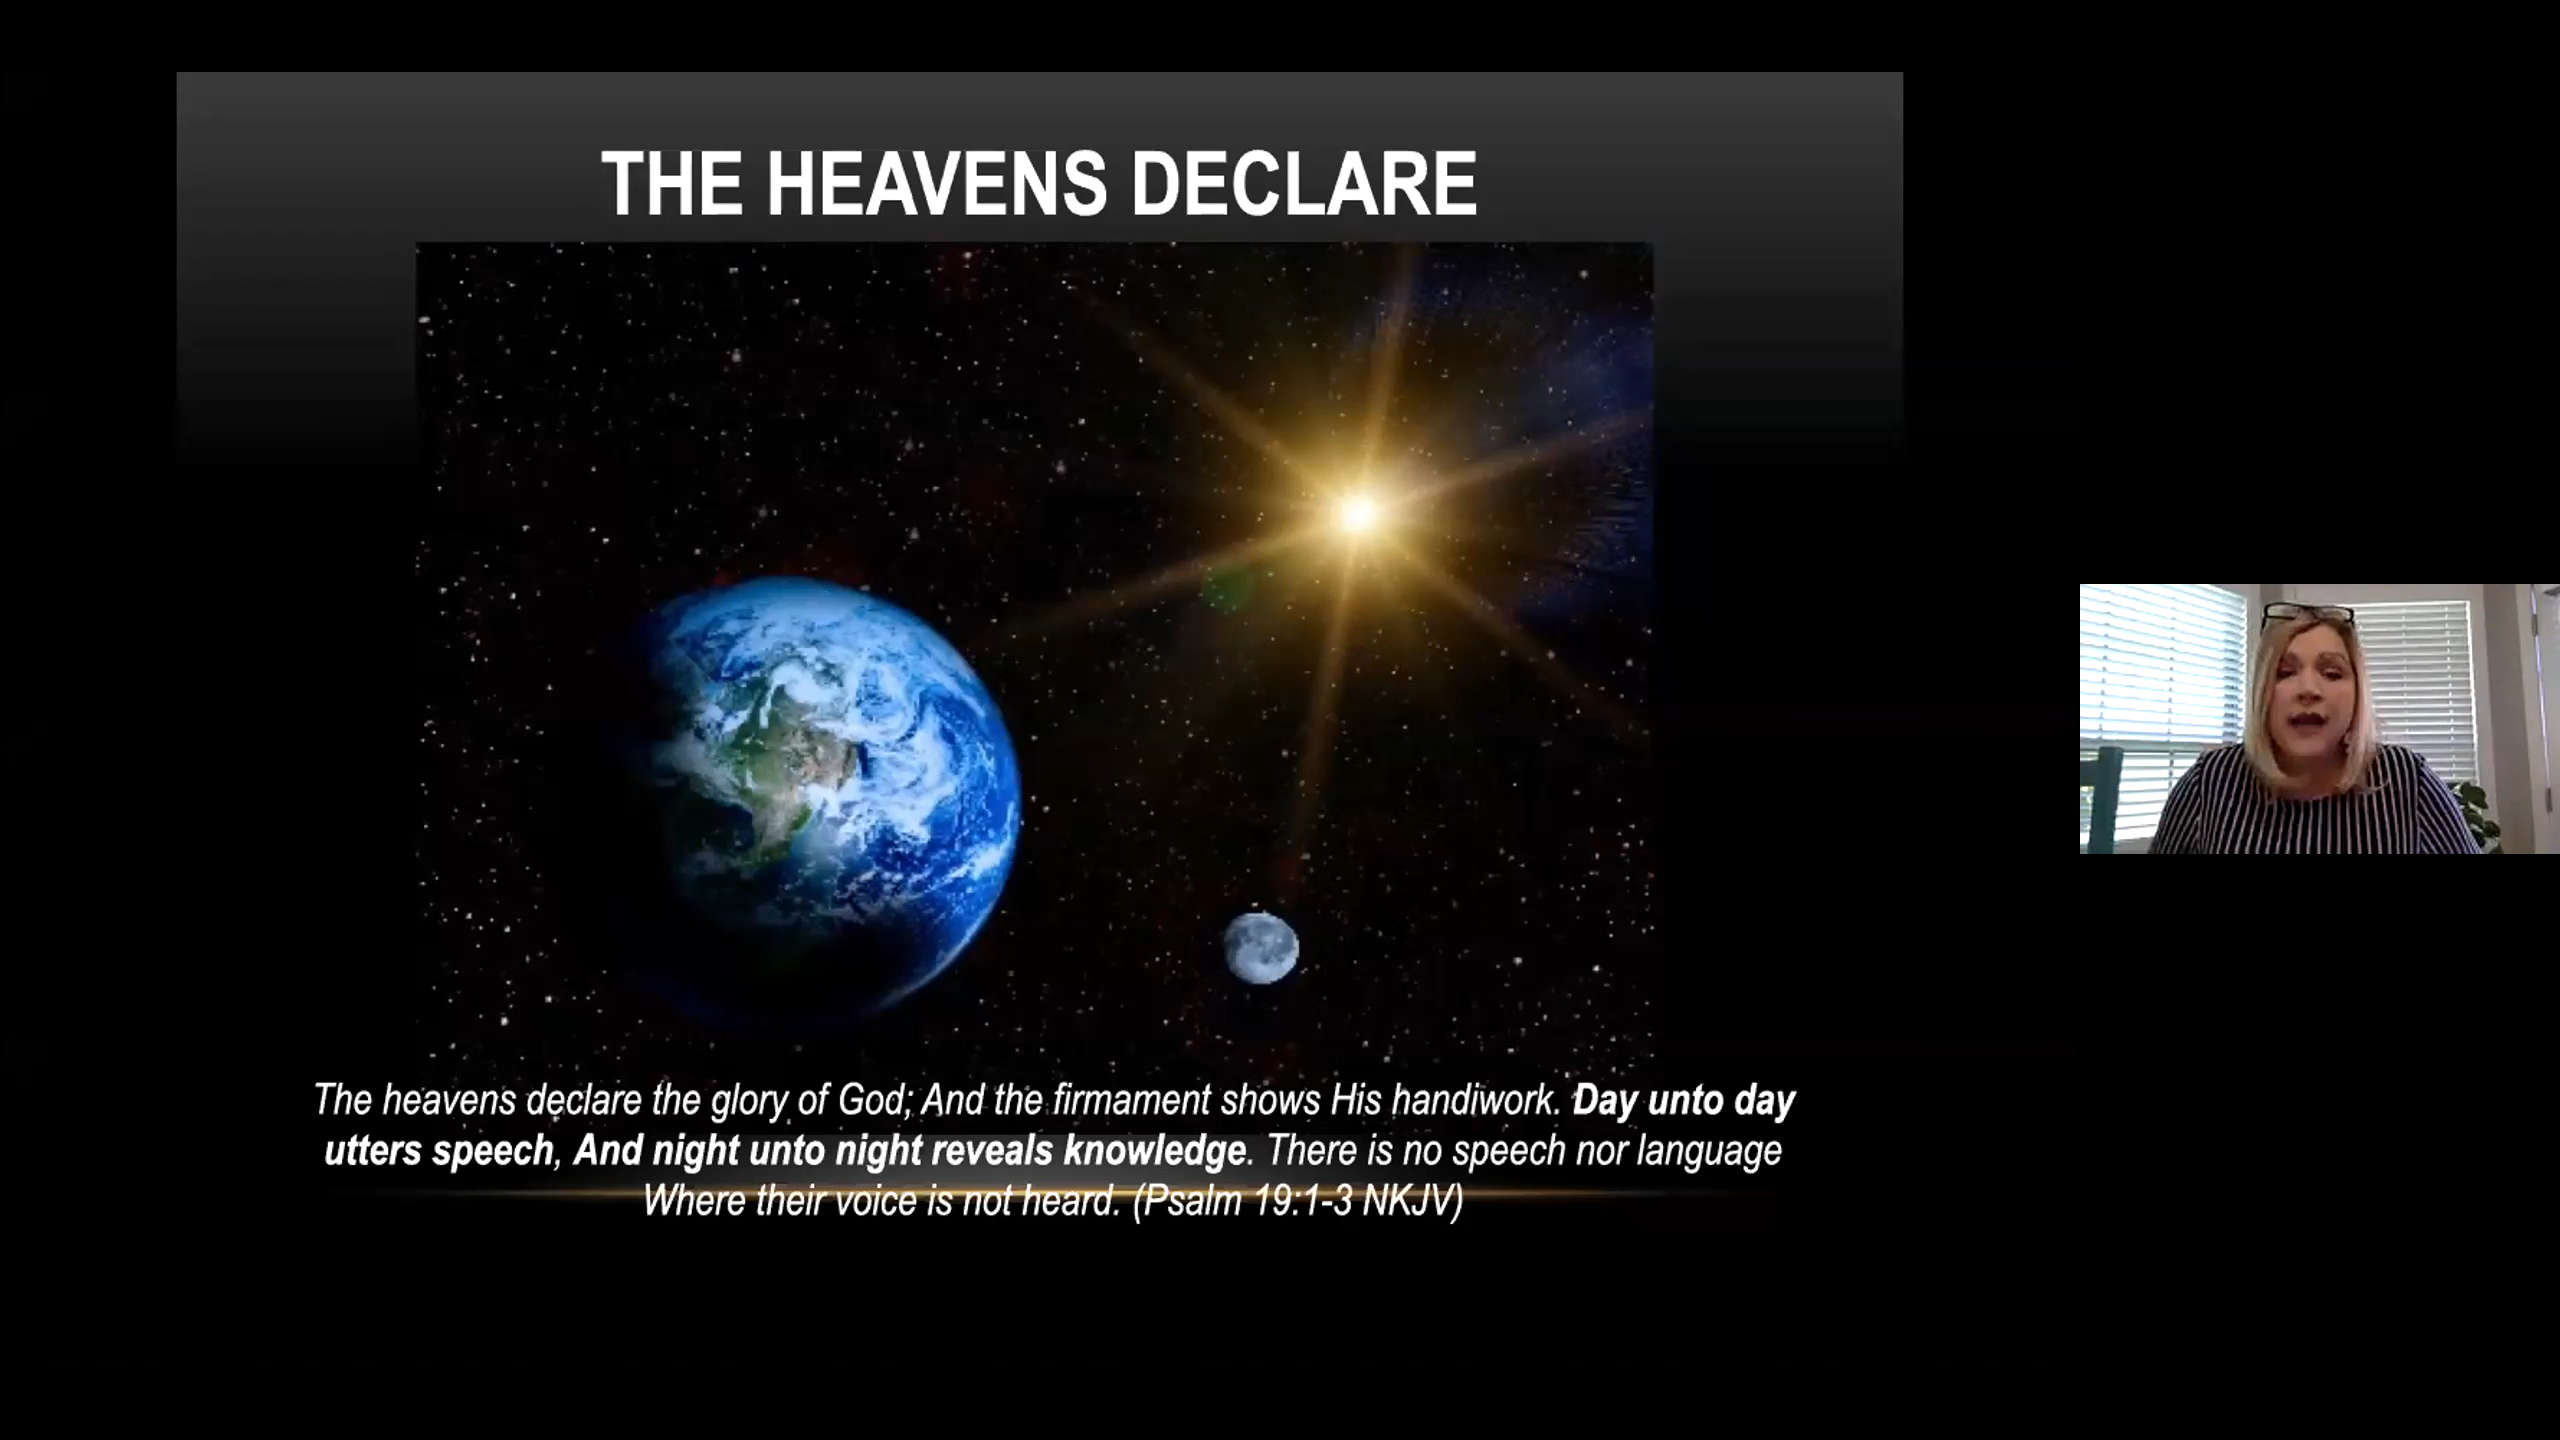 THE HEAVENS DECLARE
The heavens declare the glory of God; And the firmament shows His handiwork. Day unto day
utters speech, And night unto night reveals knowledge. There is no speech nor language
Where their voice is not heard. (Psalm 19:1-3 NKJV)